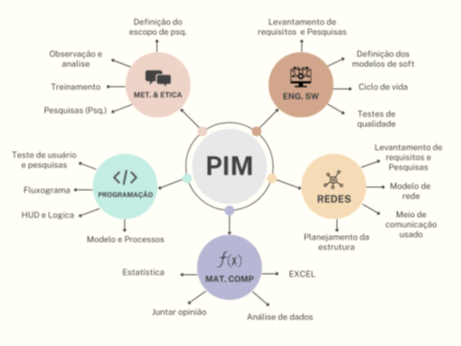 Definição do
escopo de psq.
Observação e
analise
Treinamento
Pesquisas (Psq.)
MET. & ETICA
Levantamento de
requisitos e Pesquisas
Definição dos
modelos de soft
Ciclo de vida
Testes de
qualidade
ENG. SW
PIM
Teste de usuário
e pesquisas
Fluxograma
HUD e Logica
Modelo e Processos
</>
PROGRAMAÇÃO
Levantamento de
requisitos e
Pesquisas
Modelo de
rede
Meio de
comunicação
usado
Planejamento da
estrutura
REDES
f(x)
MAT. COMP
Estatística
EXCEL
Juntar opinião
Análise de dados